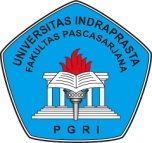 UNIVERSITAS INDRAPRASTA
FAKULTAS PASCASARJANA
PGRI